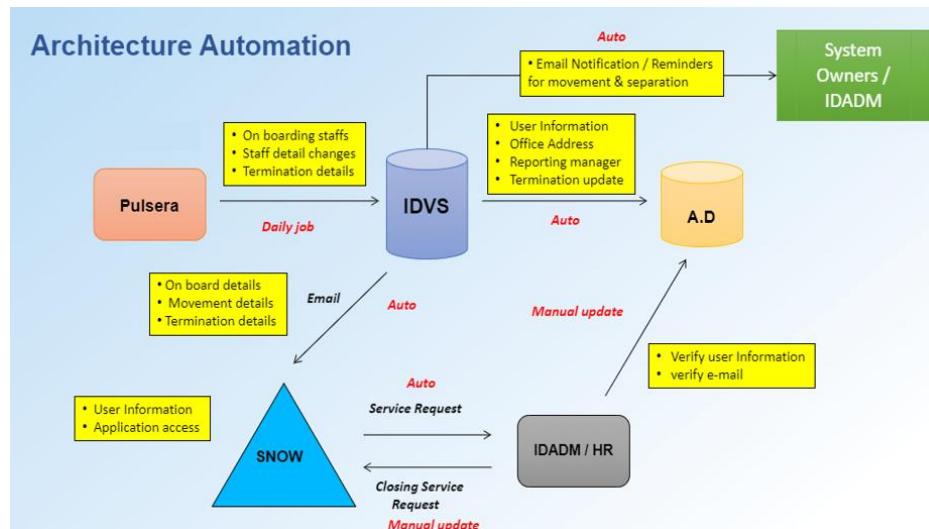 Architecture Automation
Auto
• Email Notification / Reminders
for movement & separation
System
Owners /
IDADM
• On boarding staffs
• Staff detail changes
• Termination details
• User Information
• Office Address
• Reporting manager
• Termination update
Pulsera
Daily job
IDVS
Auto
A.D
• On board details
• Movement details
• Termination details
Email
Auto
Manual update
• Verify user Information
• verify e-mail
• User Information
• Application access
SNOW
Auto
Service Request
IDADM / HR
Closing Service
Request
Manual update